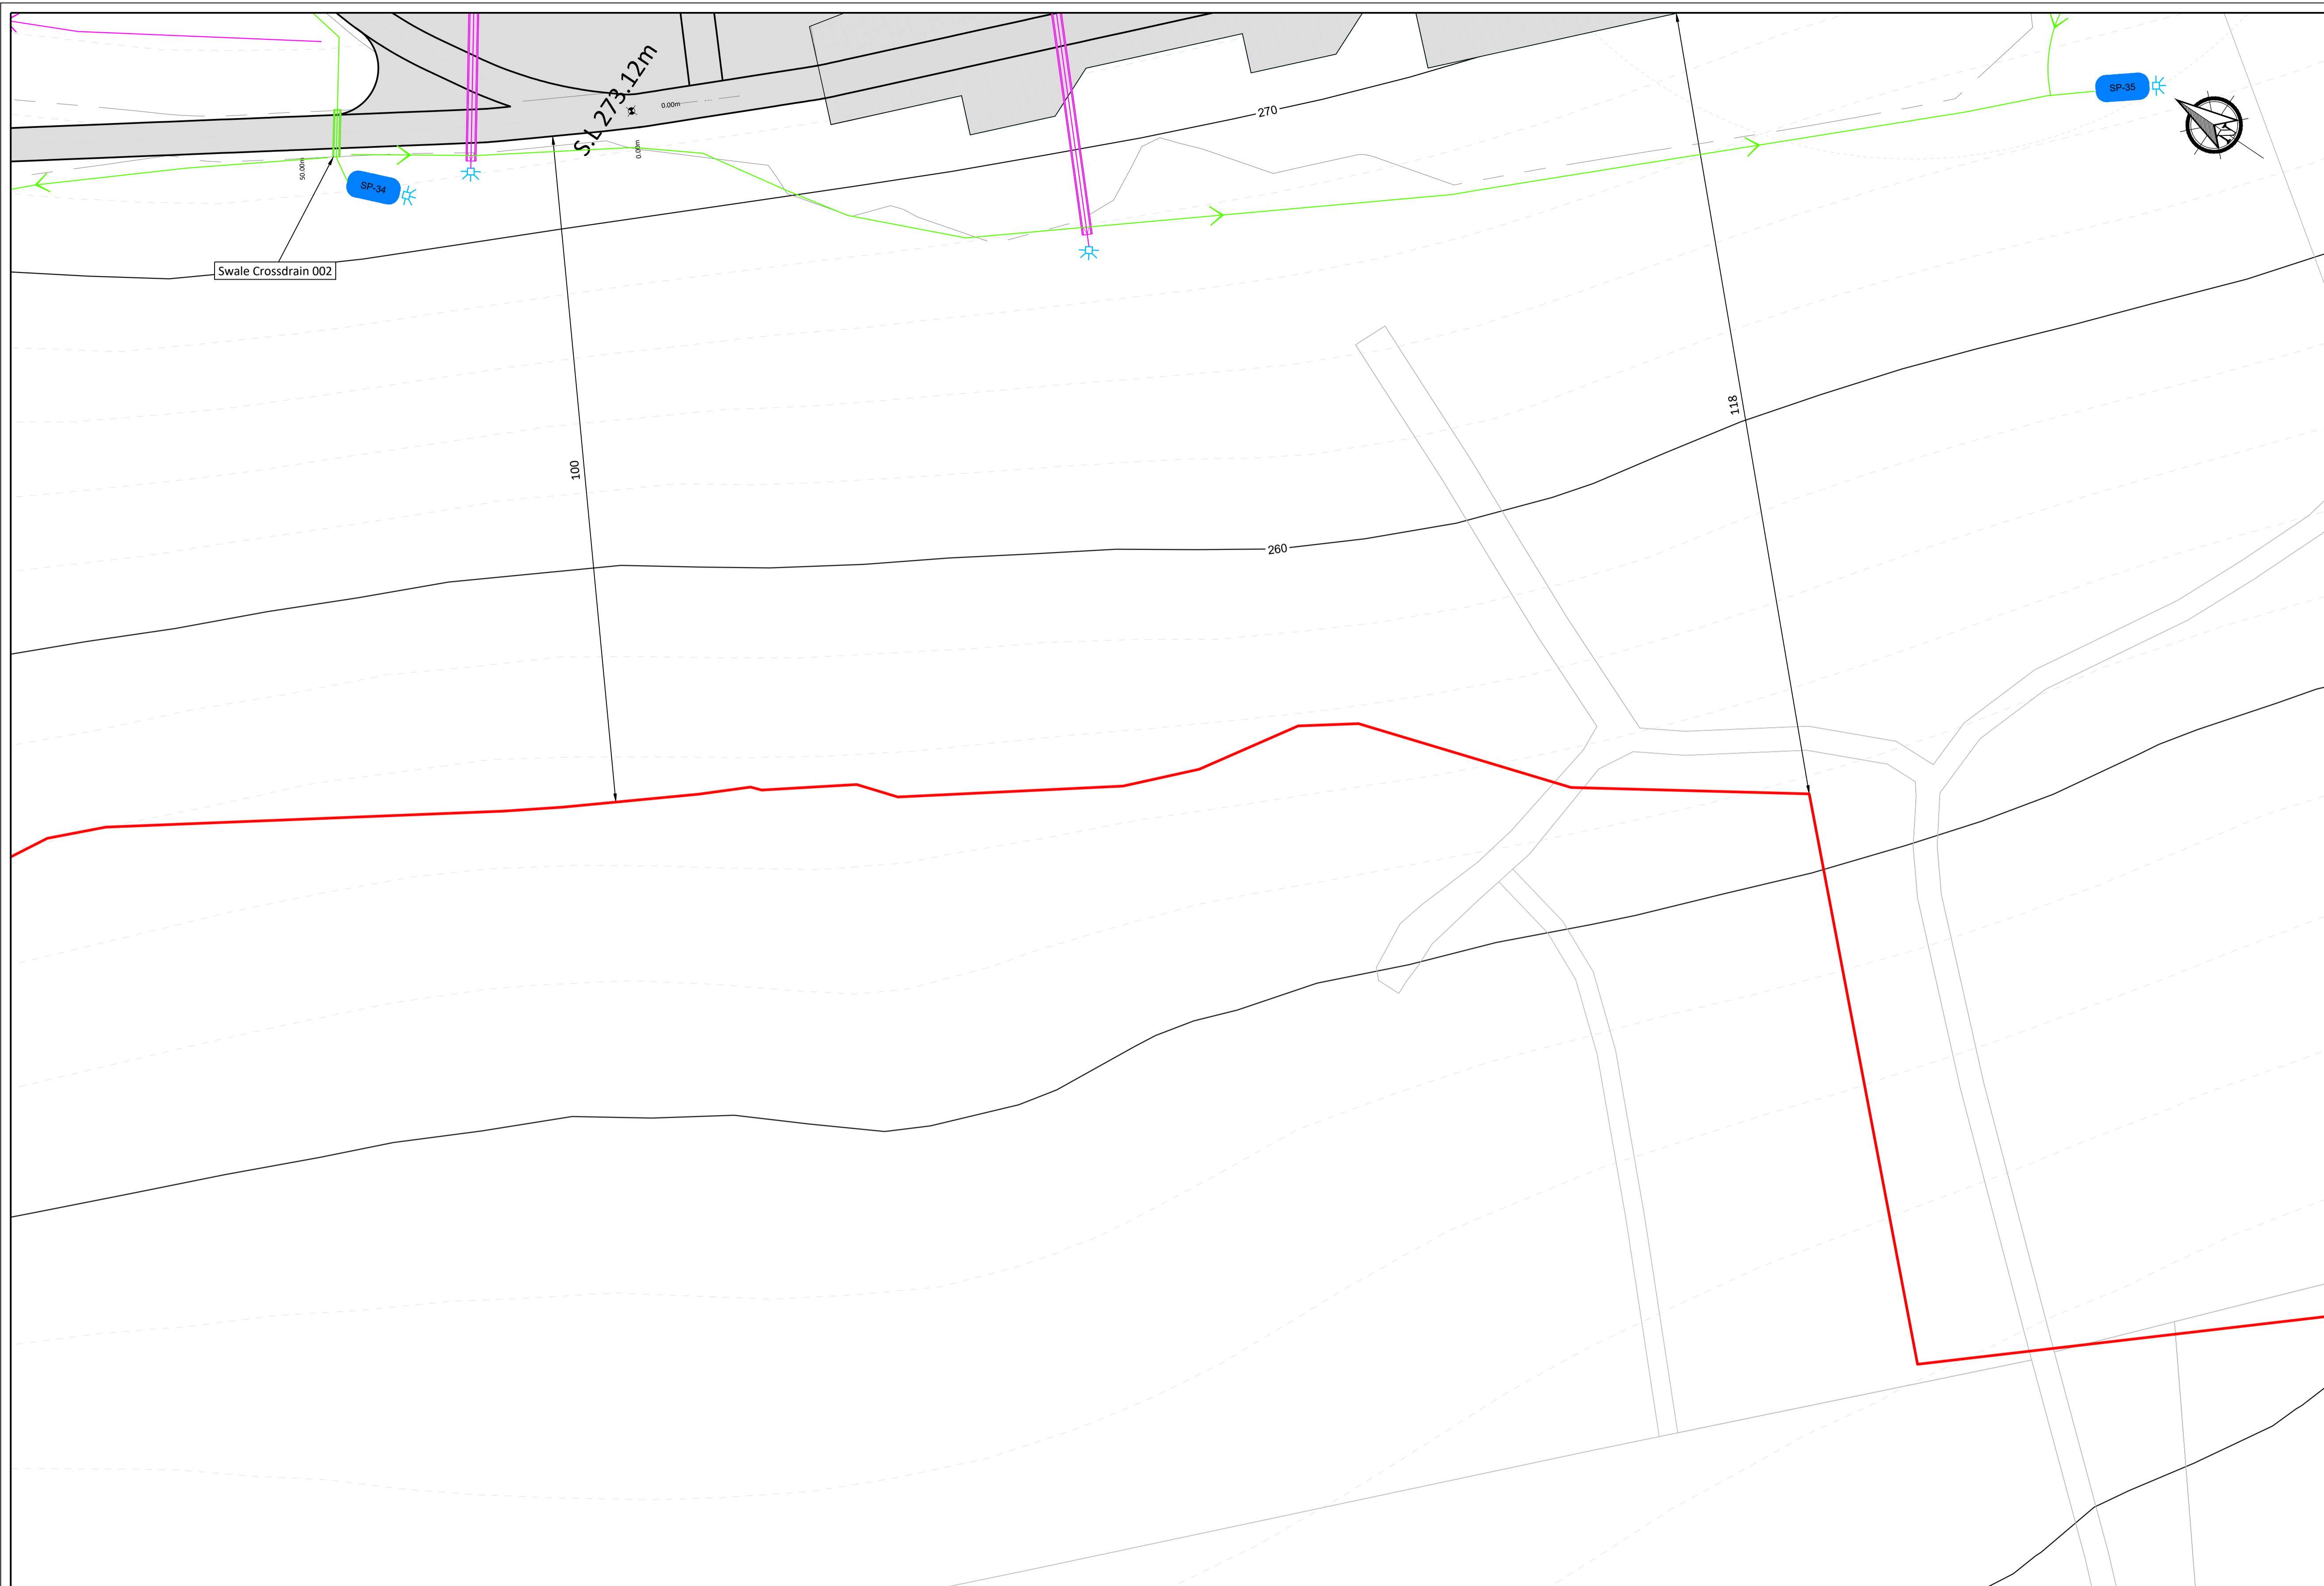 S.L 273.12m
0.00m
0.00m
50.00m
SP-34
SP-35
Swale Crossdrain 002
270
118
100
260
N